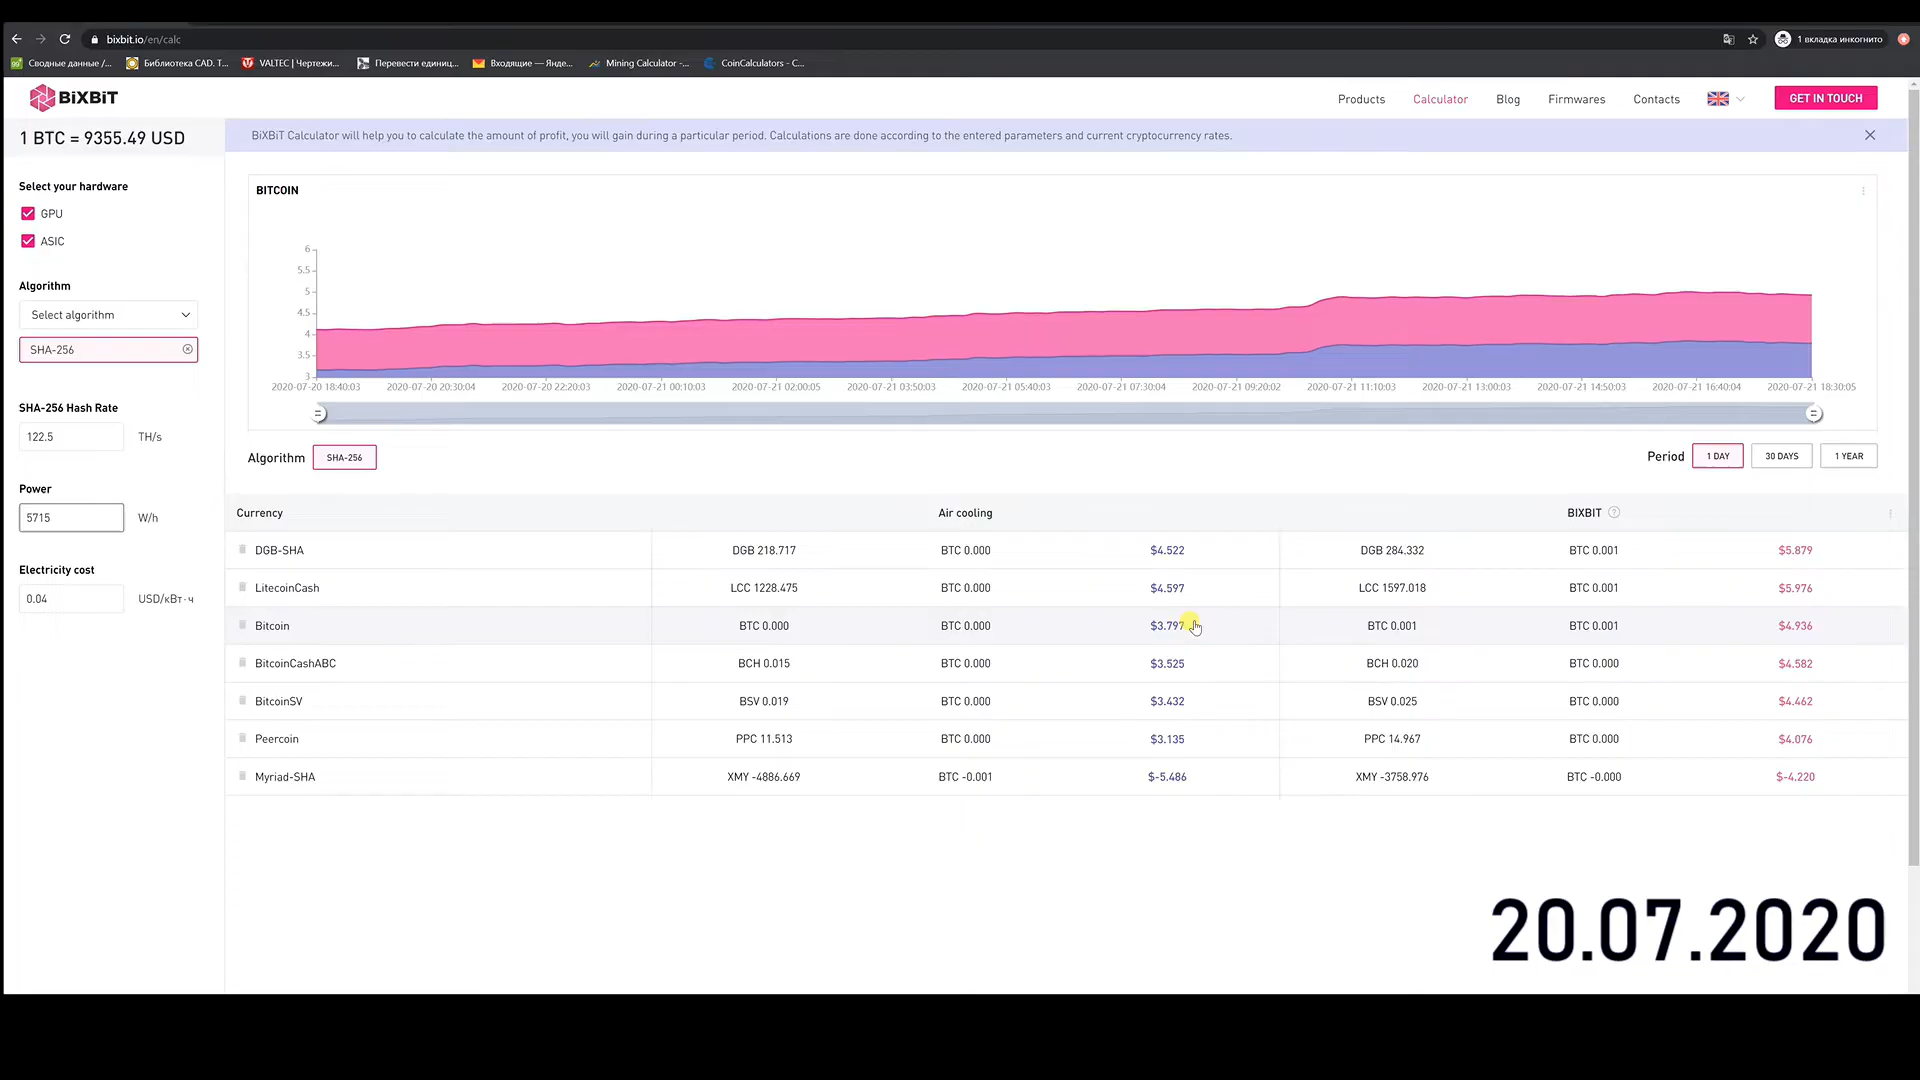 bixbit.io/en/calc
1 вкладка инкогнито
Сводные данные /...
Библиотека CAD. Т...
VALTEC | Чертежи...
Перевести единиц...
Входящие — Янде...
Mining Calculator -...
CoinCalculators - C...
BiXBiT
Products
Calculator
Blog
Firmwares
Contacts
GET IN TOUCH
1 BTC = 9355.49 USD
BiXBiT Calculator will help you to calculate the amount of profit, you will gain during a particular period. Calculations are done according to the entered parameters and current cryptocurrency rates.
Select your hardware
GPU
ASIC
Algorithm
Select algorithm
SHA-256
SHA-256 Hash Rate
122.5 TH/s
Power
5715 W/h
Electricity cost
0.04 USD/кВт·ч
BITCOIN
6
5.5
5
4.5
4
3.5
3
2020-07-20 18:40:03 2020-07-20 20:30:04 2020-07-20 22:20:03 2020-07-21 00:10:03 2020-07-21 02:00:05 2020-07-21 03:50:03 2020-07-21 05:40:03 2020-07-21 07:30:04 2020-07-21 09:20:02 2020-07-21 11:10:03 2020-07-21 13:00:03 2020-07-21 14:50:03 2020-07-21 16:40:04 2020-07-21 18:30:05
Algorithm SHA-256
Period 1 DAY 30 DAYS 1 YEAR
Currency Air cooling BIXBIT ?
DGB-SHA DGB 218.717 BTC 0.000 $4.522 DGB 284.332 BTC 0.001 $5.879
LitecoinCash LCC 1228.475 BTC 0.000 $4.597 LCC 1597.018 BTC 0.001 $5.976
Bitcoin BTC 0.000 BTC 0.000 $3.797 BTC 0.001 BTC 0.001 $4.936
BitcoinCashABC BCH 0.015 BTC 0.000 $3.525 BCH 0.020 BTC 0.000 $4.582
BitcoinSV BSV 0.019 BTC 0.000 $3.432 BSV 0.025 BTC 0.000 $4.462
Peercoin PPC 11.513 BTC 0.000 $3.135 PPC 14.967 BTC 0.000 $4.076
Myriad-SHA XMY -4886.669 BTC -0.001 $-5.486 XMY -3758.976 BTC -0.000 $-4.220
20.07.2020